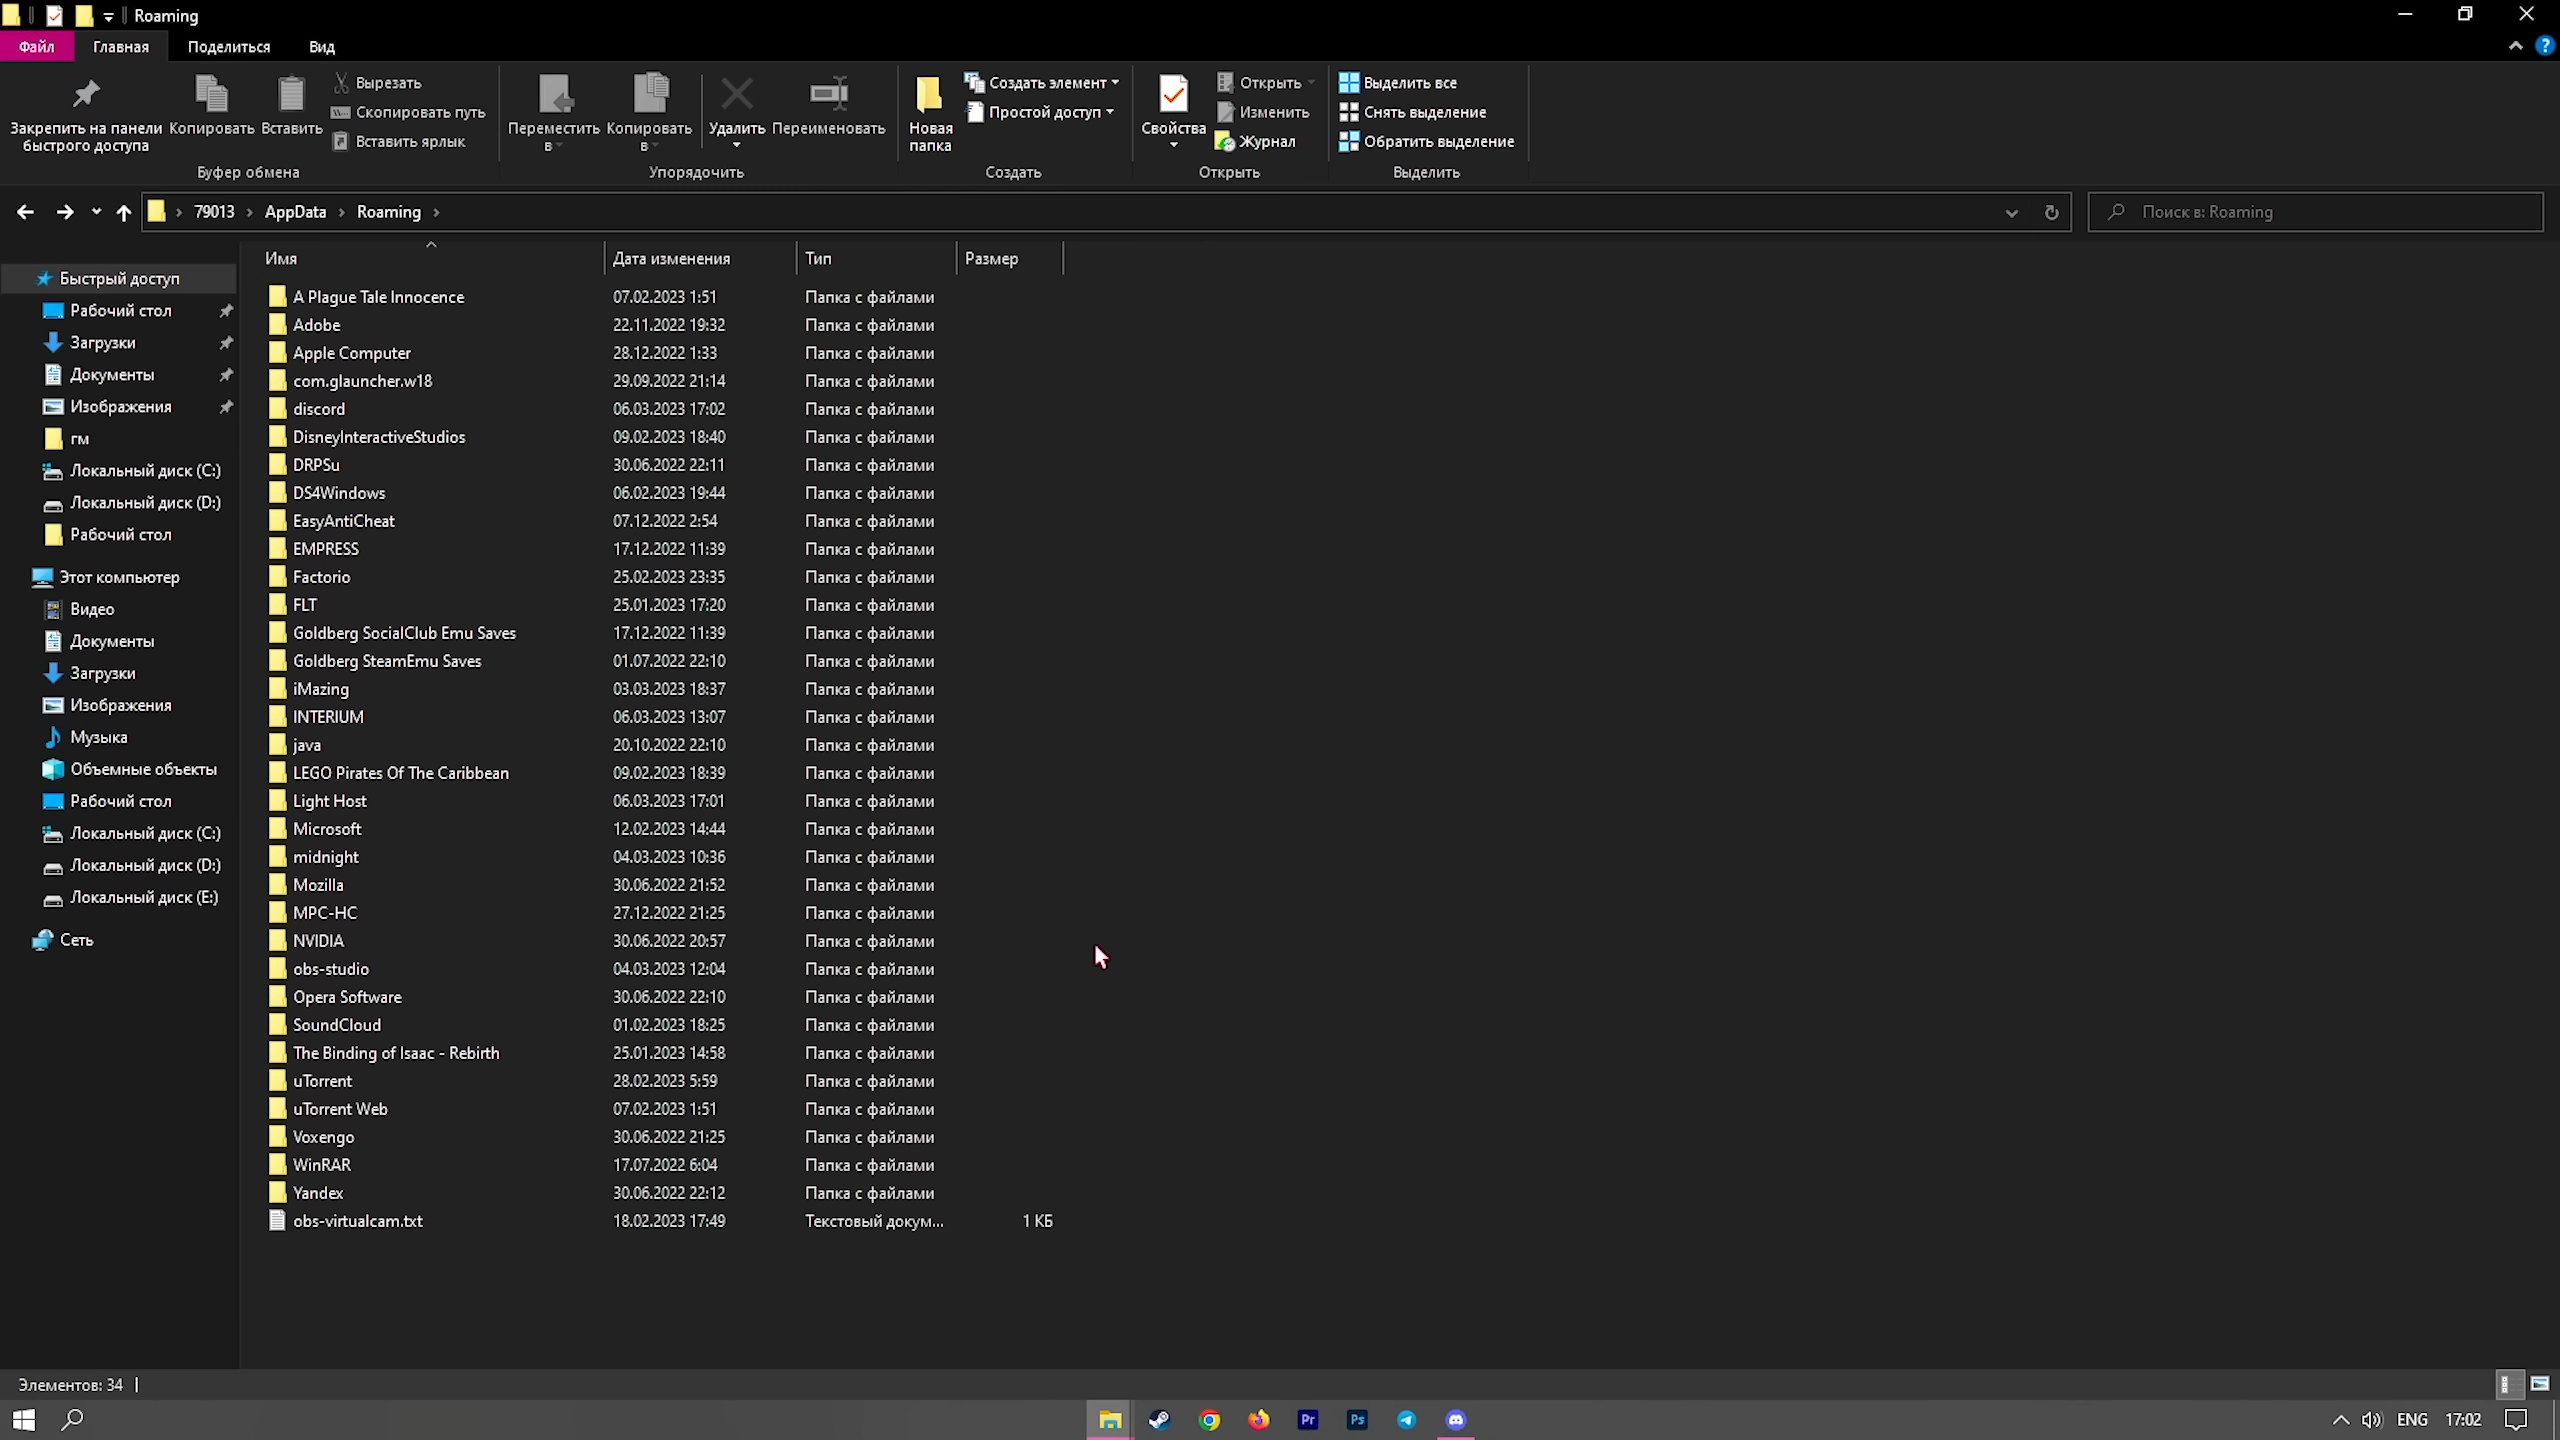 Roaming
Файл Главная Поделиться Вид
Закрепить на панели быстрого доступа
Копировать
Вставить
Вырезать
Скопировать путь
Вставить ярлык
Буфер обмена
Переместить в
Копировать в
Удалить
Переименовать
Упорядочить
Новая папка
Создать элемент
Простой доступ
Создать
Свойства
Открыть
Изменить
Журнал
Открыть
Выделить все
Снять выделение
Обратить выделение
Выделить
79013 AppData Roaming
Поиск в: Roaming
Быстрый доступ
Рабочий стол
Загрузки
Документы
Изображения
гм
Локальный диск (C:)
Локальный диск (D:)
Рабочий стол
Этот компьютер
Видео
Документы
Загрузки
Изображения
Музыка
Объемные объекты
Рабочий стол
Локальный диск (C:)
Локальный диск (D:)
Локальный диск (E:)
Сеть
Имя Дата изменения Тип Размер
A Plague Tale Innocence 07.02.2023 1:51 Папка с файлами
Adobe 22.11.2022 19:32 Папка с файлами
Apple Computer 28.12.2022 1:33 Папка с файлами
com.glauncher.w18 29.09.2022 21:14 Папка с файлами
discord 06.03.2023 17:02 Папка с файлами
DisneyInteractiveStudios 09.02.2023 18:40 Папка с файлами
DRPSu 30.06.2022 22:11 Папка с файлами
DS4Windows 06.02.2023 19:44 Папка с файлами
EasyAntiCheat 07.12.2022 2:54 Папка с файлами
EMPRESS 17.12.2022 11:39 Папка с файлами
Factorio 25.02.2023 23:35 Папка с файлами
FLT 25.01.2023 17:20 Папка с файлами
Goldberg SocialClub Emu Saves 17.12.2022 11:39 Папка с файлами
Goldberg SteamEmu Saves 01.07.2022 22:10 Папка с файлами
iMazing 03.03.2023 18:37 Папка с файлами
INTERIUM 06.03.2023 13:07 Папка с файлами
java 20.10.2022 22:10 Папка с файлами
LEGO Pirates Of The Caribbean 09.02.2023 18:39 Папка с файлами
Light Host 06.03.2023 17:01 Папка с файлами
Microsoft 12.02.2023 14:44 Папка с файлами
midnight 04.03.2023 10:36 Папка с файлами
Mozilla 30.06.2022 21:52 Папка с файлами
MPC-HC 27.12.2022 21:25 Папка с файлами
NVIDIA 30.06.2022 20:57 Папка с файлами
obs-studio 04.03.2023 12:04 Папка с файлами
Opera Software 30.06.2022 22:10 Папка с файлами
SoundCloud 01.02.2023 18:25 Папка с файлами
The Binding of Isaac - Rebirth 25.01.2023 14:58 Папка с файлами
uTorrent 28.02.2023 5:59 Папка с файлами
uTorrent Web 07.02.2023 1:51 Папка с файлами
Voxengo 30.06.2022 21:25 Папка с файлами
WinRAR 17.07.2022 6:04 Папка с файлами
Yandex 30.06.2022 22:12 Папка с файлами
obs-virtualcam.txt 18.02.2023 17:49 Текстовый докум... 1 КБ
Элементов: 34
Pr Ps ENG 17:02